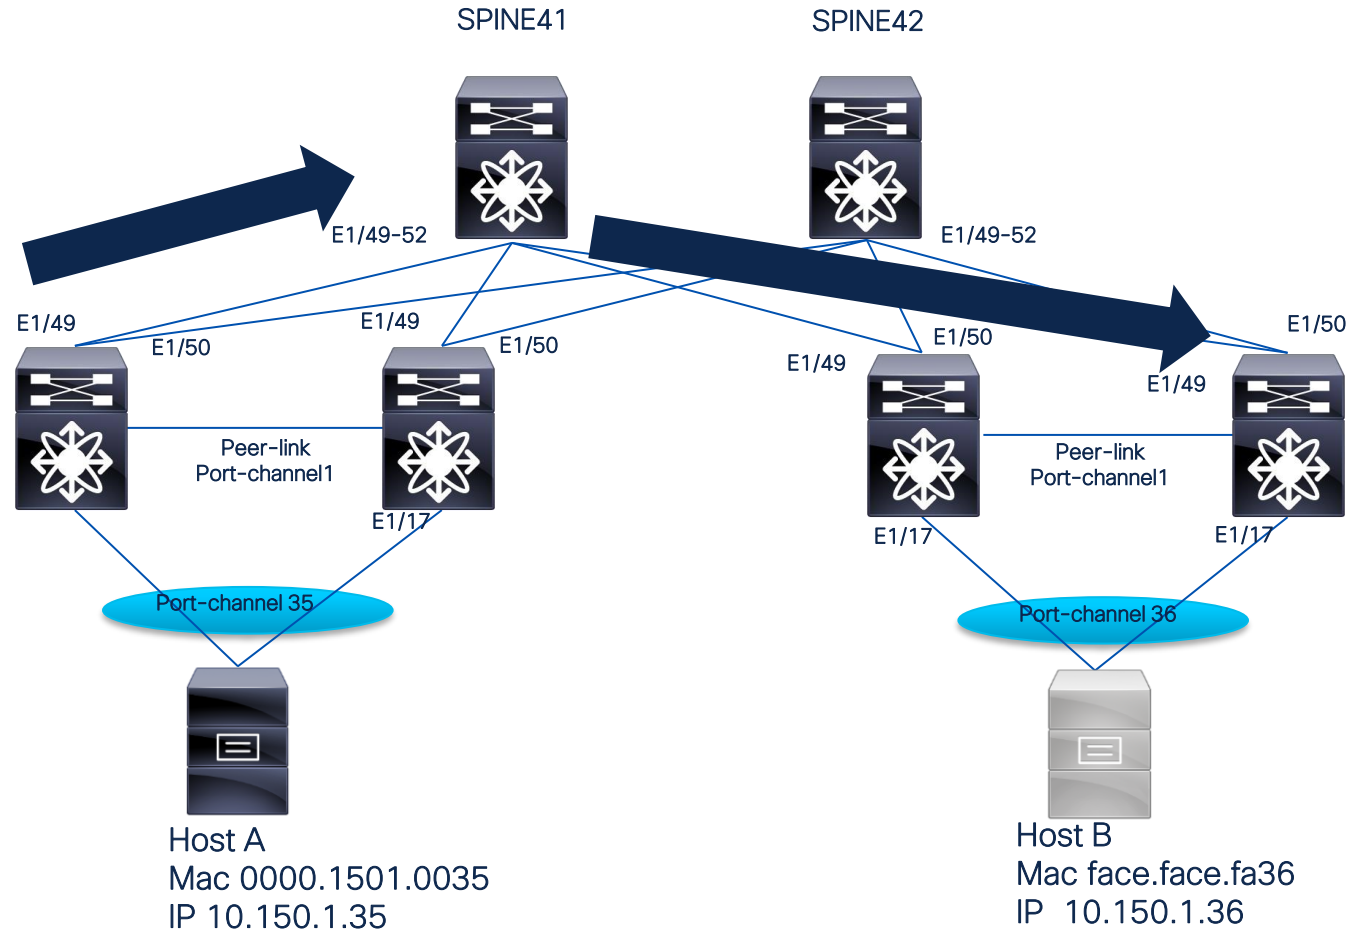 SPINE41
SPINE42
E1/49-52
E1/49-52
E1/49
E1/50
E1/49
E1/50
E1/49
E1/50
E1/49
E1/50
Peer-link
Port-channel1
Peer-link
Port-channel1
E1/17
E1/17
E1/17
Port-channel 35
Port-channel 36
Host A
Mac 0000.1501.0035
IP 10.150.1.35
Host B
Mac face.face.fa36
IP  10.150.1.36